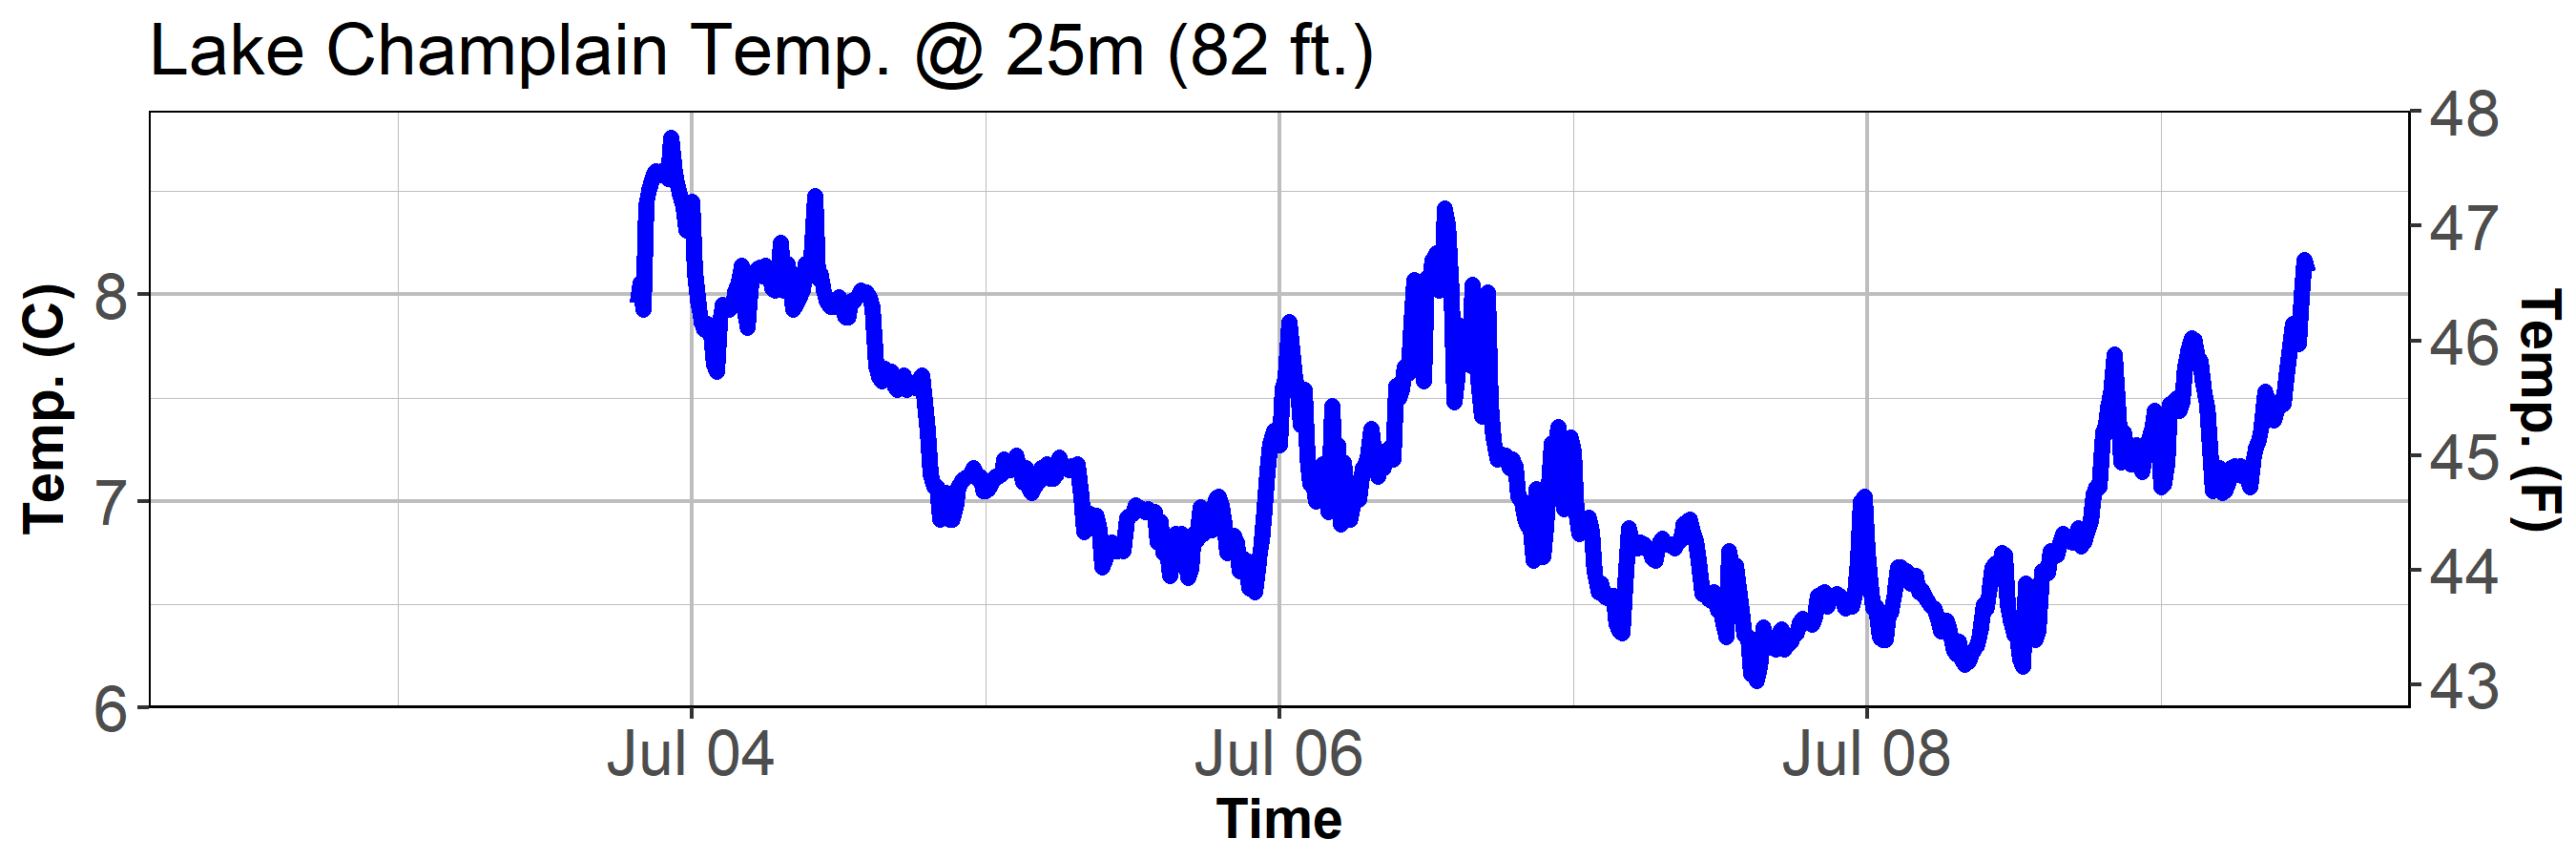 Lake Champlain Temp. @ 25m (82 ft.)
Temp. (C)
8
7
6
48
47
46
45
44
43
Temp. (F)
Jul 04 Jul 06 Jul 08
Time